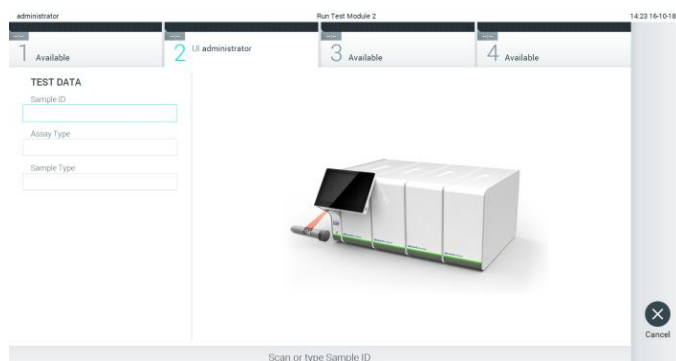 administrator
Run Test Module 2
14:23 16-10-18
--:--
--:--
--:--
1 Available
2 UI administrator
3 Available
4 Available
TEST DATA
Sample ID
Assay Type
Sample Type
Cancel
Scan or type Sample ID